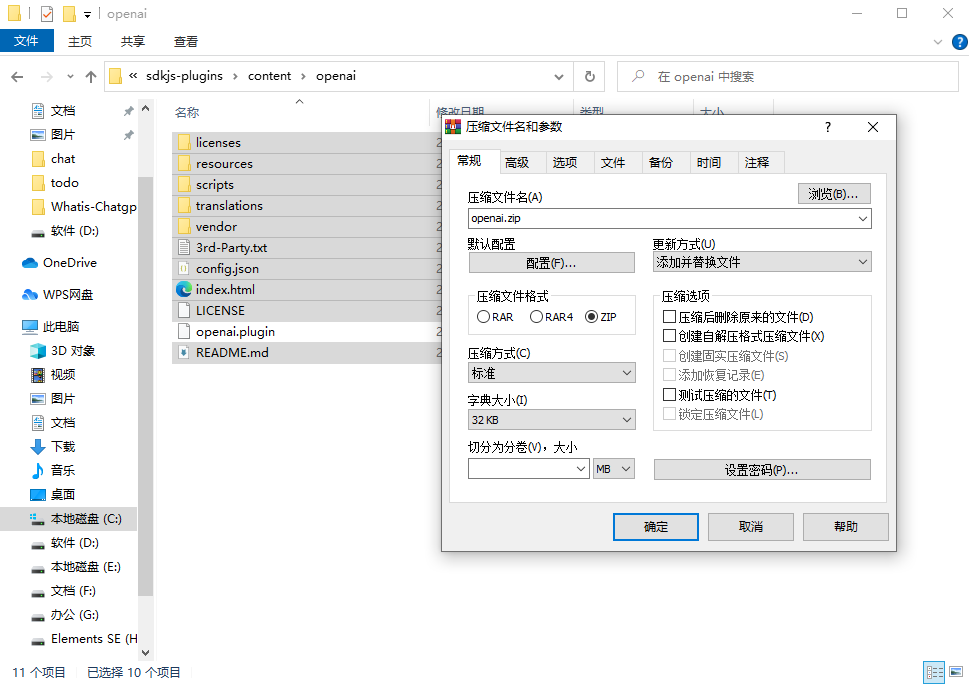 openai
文件 主页 共享 查看
« sdkjs-plugins › content › openai
在 openai 中搜索
文档
图片
chat
todo
Whatis-Chatgp
软件 (D:)
OneDrive
WPS网盘
此电脑
3D 对象
视频
图片
文档
下载
音乐
桌面
本地磁盘 (C:)
软件 (D:)
本地磁盘 (E:)
文档 (F:)
办公 (G:)
Elements SE (H
名称 修改日期 类型 大小
licenses
resources
scripts
translations
vendor
3rd-Party.txt
config.json
index.html
LICENSE
openai.plugin
README.md
压缩文件名和参数 ?
常规 高级 选项 文件 备份 时间 注释
压缩文件名(A)
浏览(B)...
openai.zip
默认配置
配置(F)...
更新方式(U)
添加并替换文件
压缩文件格式
RAR RAR4 ZIP
压缩方式(C)
标准
字典大小(I)
32 KB
切分为分卷(V)，大小
MB
压缩选项
压缩后删除原来的文件(D)
创建自解压格式压缩文件(X)
创建固实压缩文件(S)
添加恢复记录(E)
测试压缩的文件(T)
锁定压缩文件(L)
设置密码(P)...
确定 取消 帮助
11 个项目 已选择 10 个项目